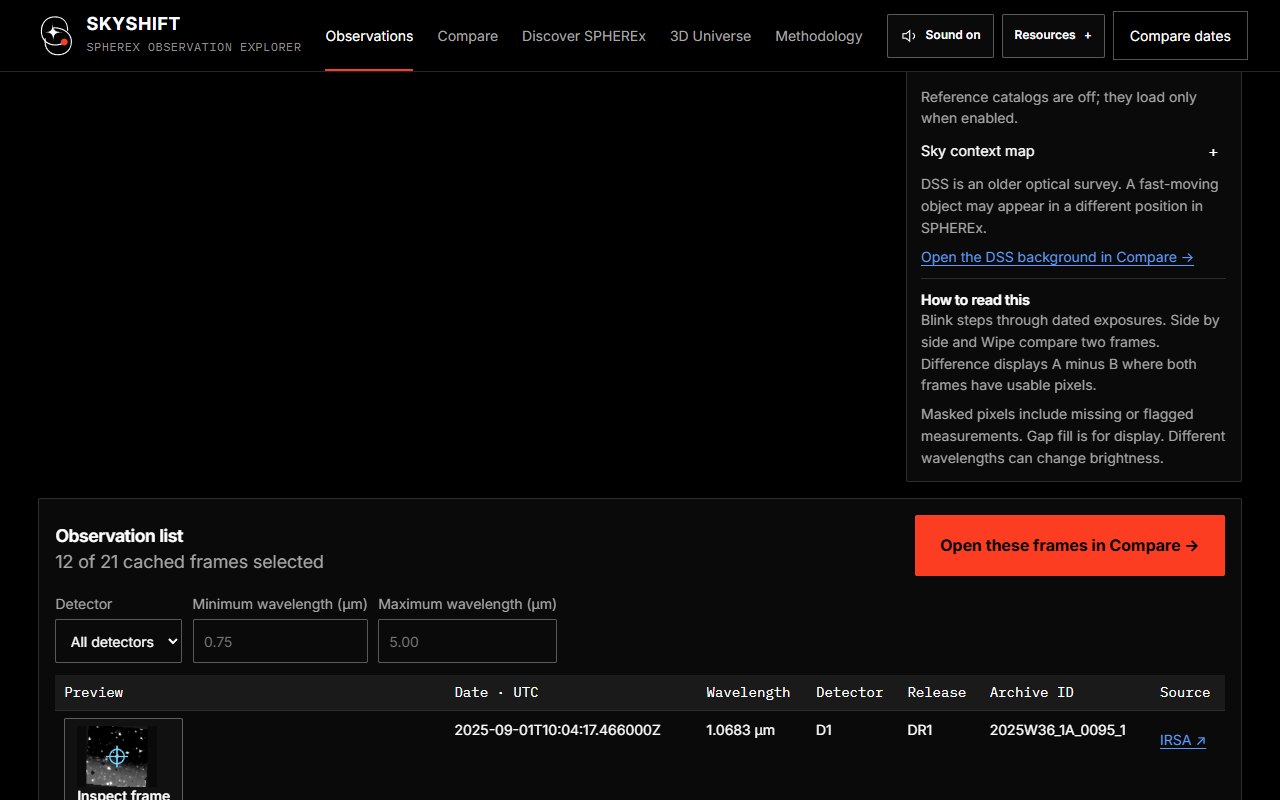 SKYSHIFT
SPHEREX OBSERVATION EXPLORER
Observations
Compare
Discover SPHEREx
3D Universe
Methodology
Sound on
Resources +
Compare dates
Reference catalogs are off; they load only
when enabled.
Sky context map +
DSS is an older optical survey. A fast-moving
object may appear in a different position in
SPHEREx.
Open the DSS background in Compare →
How to read this
Blink steps through dated exposures. Side by
side and Wipe compare two frames.
Difference displays A minus B where both
frames have usable pixels.
Masked pixels include missing or flagged
measurements. Gap fill is for display. Different
wavelengths can change brightness.
Observation list
12 of 21 cached frames selected
Open these frames in Compare →
Detector
Minimum wavelength (μm)
Maximum wavelength (μm)
All detectors
0.75
5.00
Preview
Date · UTC
Wavelength
Detector
Release
Archive ID
Source
2025-09-01T10:04:17.466000Z
1.0683 μm
D1
DR1
2025W36_1A_0095_1
IRSA ↗
Inspect frame